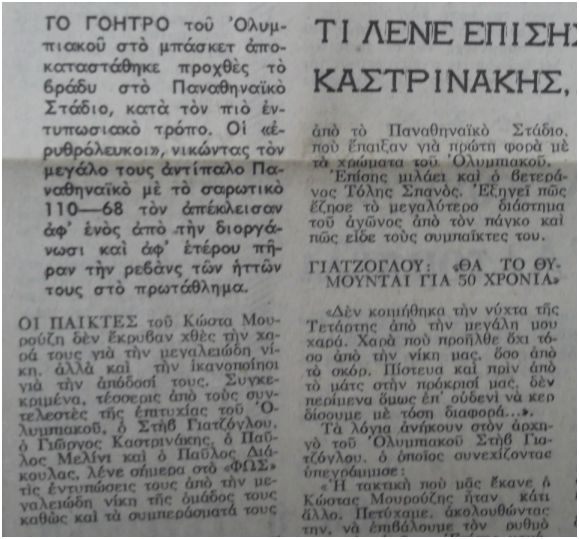 ΤΟ ΓΟΗΤΡΟ τοῦ Ὀλυμ-
πιακοῦ στὸ μπάσκετ ἀπο-
καταστάθηκε προχθὲς τὸ
βράδυ στὸ Παναθηναϊκὸ
Στάδιο, κατὰ τὸν πιὸ ἐν-
τυπωσιακὸ τρόπο. Οἱ «ἐ-
ρυθρόλευκοι», νικώντας τὸν
μεγάλο τους ἀντίπαλο Πα-
ναθηναϊκὸ μὲ τὸ σαρωτικὸ
110—68 τὸν ἀπέκλεισαν
ἀφ' ἑνὸς ἀπὸ τὴν διοργά-
νωσι καὶ ἀφ' ἑτέρου πῆ-
ραν τὴν ρεβὰνς τῶν ἡττῶν
τους στὸ πρωτάθλημα.
ΟΙ ΠΑΙΚΤΕΣ τοῦ Κώστα Μου-
ρούζη δὲν ἔκρυβαν χθὲς τὴν χα-
ρά τους γιὰ τὴν μεγαλειώδη νί-
κη, ἀλλὰ καὶ τὴν ἱκανοποίησι
γιὰ τὴν ἀπόδοσί τους. Συγκε-
κριμένα, τέσσερις ἀπὸ τοὺς συν-
τελεστὲς τῆς ἐπιτυχίας τοῦ Ὀ-
λυμπιακοῦ, ὁ Στὴβ Γιατζόγλου,
ὁ Γιῶργος Καστρινάκης, ὁ Παῦ-
λος Μελίνι καὶ ὁ Παῦλος Διά-
κουλας, λένε σήμερα στὸ «ΦΩΣ»
τὶς ἐντυπώσεις τους ἀπὸ τὴν με-
γαλειώδη νίκη τῆς ὁμάδος τους
καθὼς καὶ τὰ συμπεράσματά τους
ΤΙ ΛΕΝΕ ΕΠΙΣΗΣ
ΚΑΣΤΡΙΝΑΚΗΣ,
ἀπὸ τὸ Παναθηναϊκὸ Στάδιο,
ποὺ ἔπαιξαν γιὰ πρώτη φορὰ μὲ
τὰ χρώματα τοῦ Ὀλυμπιακοῦ.
Ἐπίσης μιλάει καὶ ὁ βετερά-
νος Τόλης Σπανός. Ἐξηγεῖ πῶς
ἔζησε τὸ μεγαλύτερο διάστημα
τοῦ ἀγῶνος ἀπὸ τὸν πάγκο καὶ
πῶς εἶδε τοὺς συμπαῖκτες του.
ΓΙΑΤΖΟΓΛΟΥ: «ΘΑ ΤΟ ΘΥ-
ΜΟΥΝΤΑΙ ΓΙΑ 50 ΧΡΟΝΙΑ»
«Δὲν κοιμήθηκα τὴν νύχτα τῆς
Τετάρτης ἀπὸ τὴν μεγάλη μου
χαρά. Χαρὰ ποὺ προῆλθε ὄχι τό-
σο ἀπὸ τὴν νίκη μας, ὅσο ἀπὸ
τὸ σκόρ. Πίστευα καὶ πρὶν ἀπὸ
τὸ μὰτς στὴν πρόκρισί μας, δὲν
περίμενα ὅμως ἐπ' οὐδενὶ νὰ κερ
δίσουμε μὲ τόση διαφορά...».
Τὰ λόγια ἀνήκουν στὸν ἀρχη-
γὸ τοῦ Ὀλυμπιακοῦ Στὴβ Για-
τζόγλου, ὁ ὁποῖος συνεχίζοντας
ὑπεγράμμισε:
«Ἡ τακτικὴ ποὺ μᾶς ἔκανε ὁ
Κώστας Μουρούζης ἦταν κάτι
ἄλλο. Πετύχαμε, ἀκολουθώντας
την, νὰ ἐπιβάλουμε τὸν ρυθμὸ